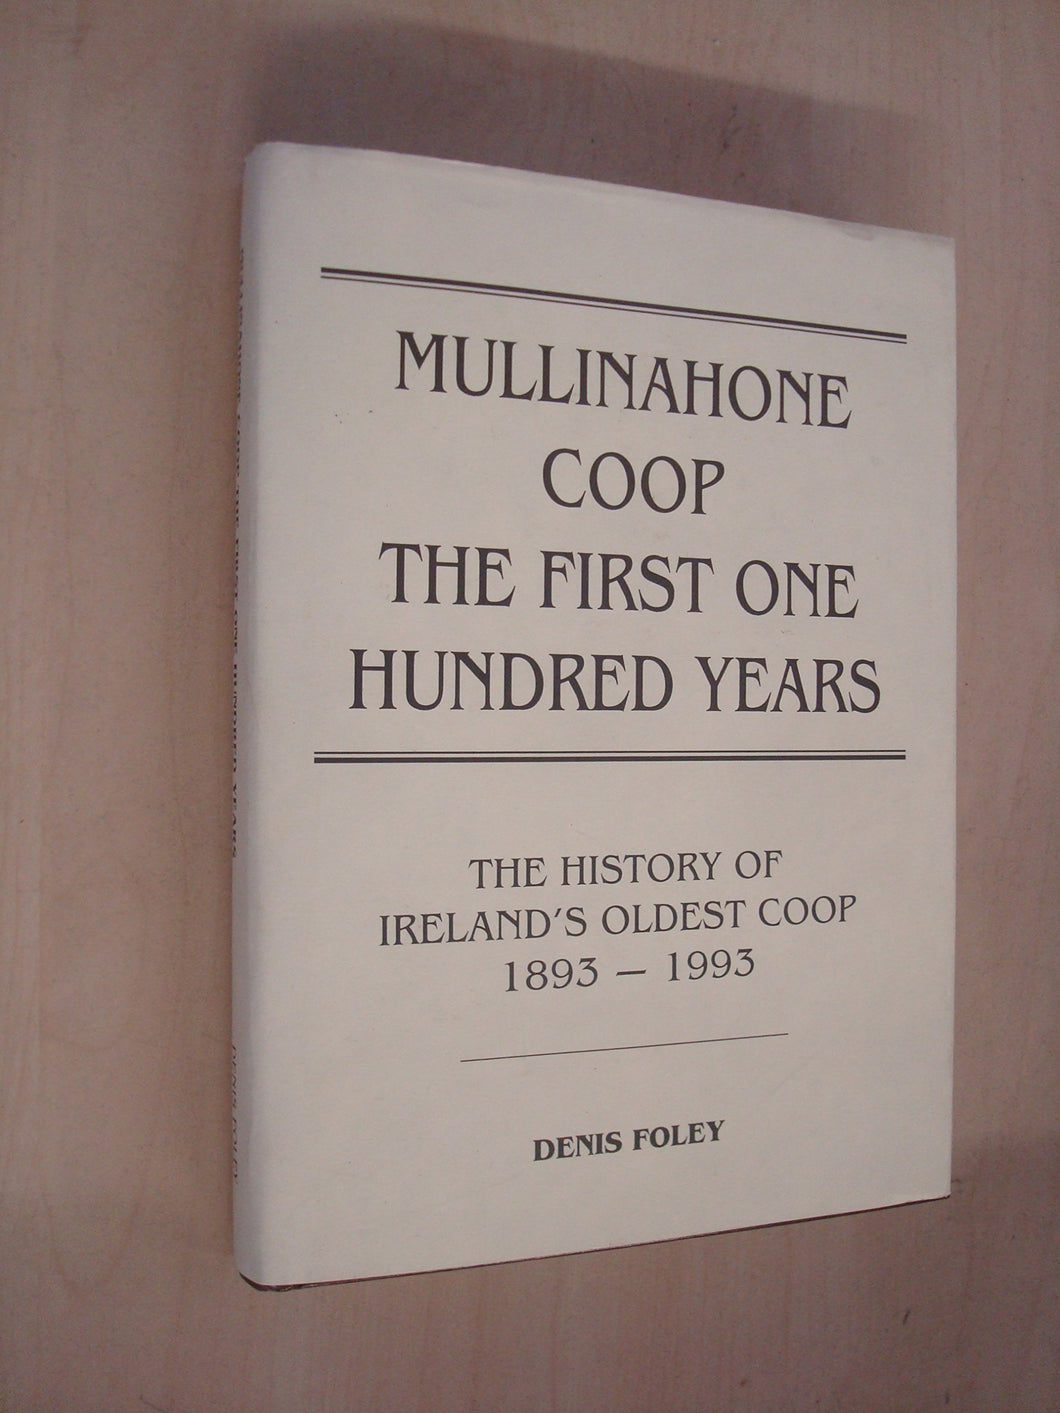 MULLINAHONE
COOP
THE FIRST ONE
HUNDRED YEARS
THE HISTORY OF
IRELAND'S OLDEST COOP
1893 – 1993
DENIS FOLEY